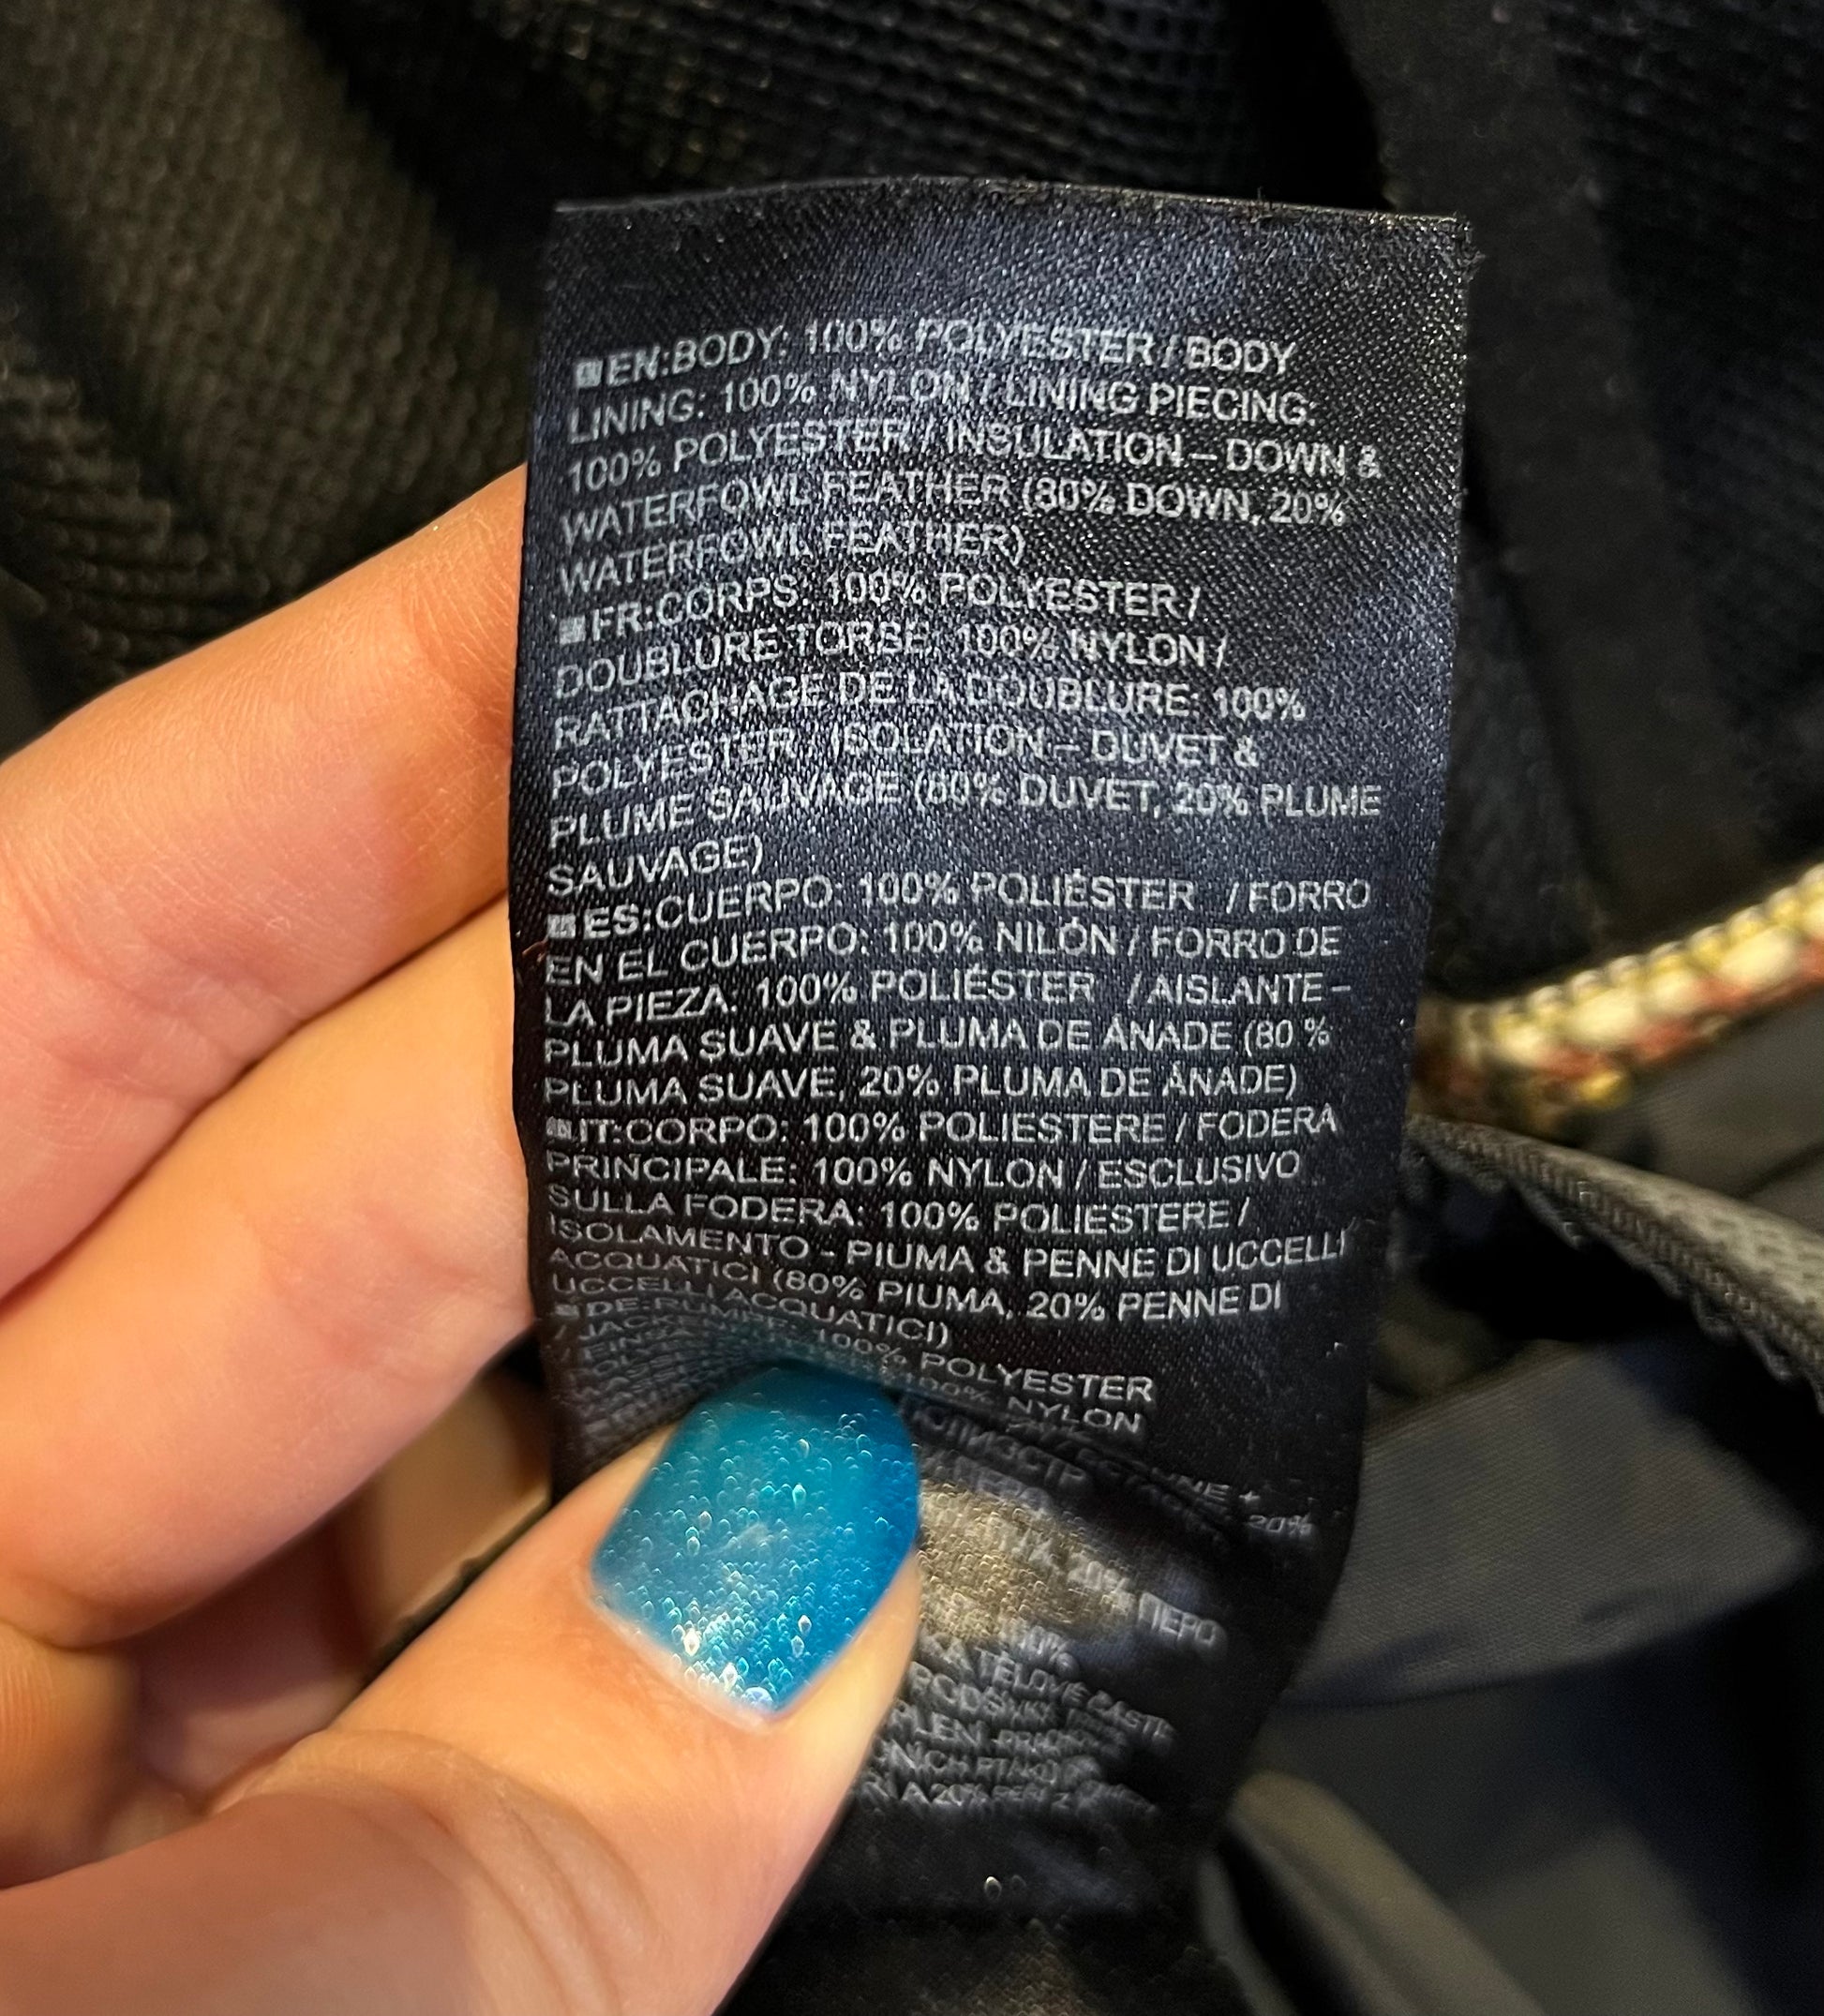 EN:BODY: 100% POLYESTER / BODY
LINING: 100% NYLON / LINING PIECING:
100% POLYESTER / INSULATION – DOWN &
WATERFOWL FEATHER (80% DOWN, 20%
WATERFOWL FEATHER)
FR:CORPS: 100% POLYESTER /
DOUBLURE TORSE: 100% NYLON /
RATTACHAGE DE LA DOUBLURE: 100%
POLYESTER / ISOLATION – DUVET &
PLUME SAUVAGE (80% DUVET, 20% PLUME
SAUVAGE)
ES:CUERPO: 100% POLIÉSTER / FORRO
EN EL CUERPO: 100% NILÓN / FORRO DE
LA PIEZA: 100% POLIÉSTER / AISLANTE –
PLUMA SUAVE & PLUMA DE ÁNADE (80 %
PLUMA SUAVE, 20% PLUMA DE ÁNADE)
IT:CORPO: 100% POLIESTERE / FODERA
PRINCIPALE: 100% NYLON / ESCLUSIVO
SULLA FODERA: 100% POLIESTERE /
ISOLAMENTO - PIUMA & PENNE DI UCCELLI
ACQUATICI (80% PIUMA, 20% PENNE DI
UCCELLI ACQUATICI)
DE:RUMPF: 100% POLYESTER
100% NYLON
20%
ПЕРО